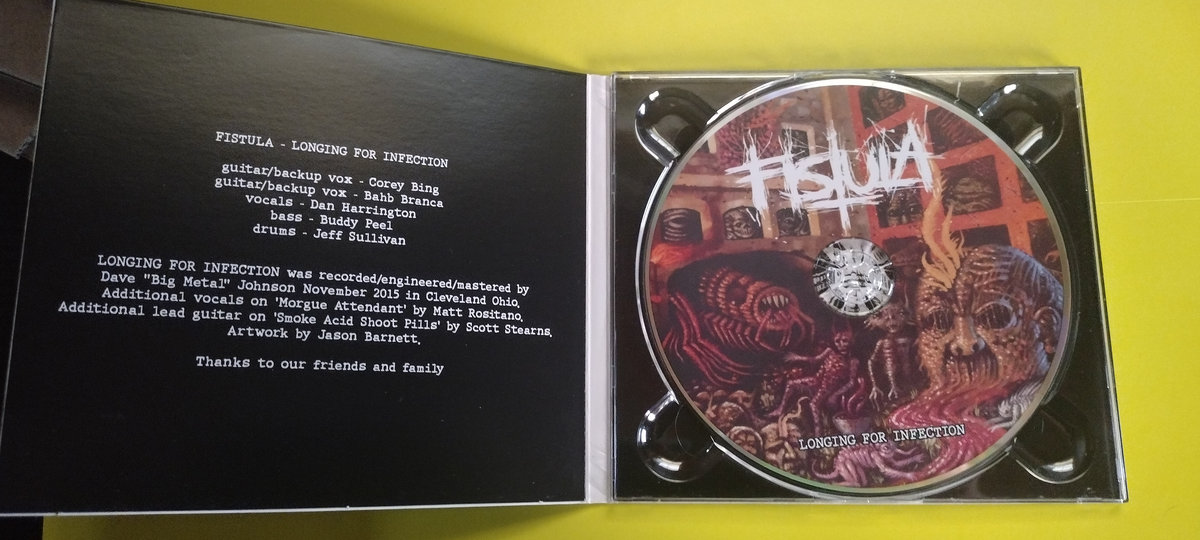 FISTULA - LONGING FOR INFECTION
guitar/backup vox - Corey Bing
guitar/backup vox - Bahb Branca
vocals - Dan Harrington
bass - Buddy Peel
drums - Jeff Sullivan
LONGING FOR INFECTION was recorded/engineered/mastered by
Dave "Big Metal" Johnson November 2015 in Cleveland Ohio.
Additional vocals on 'Morgue Attendant' by Matt Rositano.
Additional lead guitar on 'Smoke Acid Shoot Pills' by Scott Stearns.
Artwork by Jason Barnett.
Thanks to our friends and family
FISTULA
LONGING FOR INFECTION